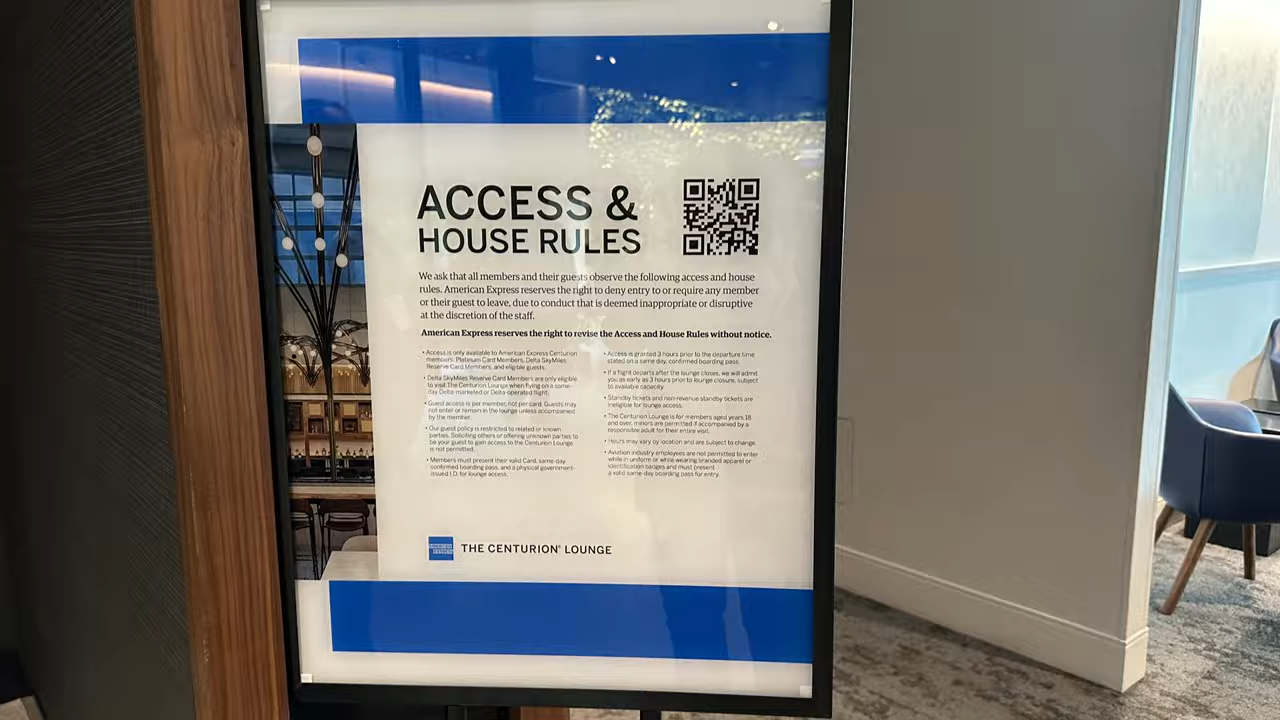 ACCESS &
HOUSE RULES
We ask that all members and their guests observe the following access and house
rules. American Express reserves the right to deny entry to or require any member
or their guest to leave, due to conduct that is deemed inappropriate or disruptive
at the discretion of the staff.
American Express reserves the right to revise the Access and House Rules without notice.
• Access is only available to American Express Centurion
members, Platinum Card Members, Delta SkyMiles
Reserve Card Members, and eligible guests.
• Delta SkyMiles Reserve Card Members are only eligible
to visit The Centurion Lounge when flying on a same-
day Delta-marketed or Delta-operated flight.
• Guest access is per member, not per card. Guests may
not enter or remain in the lounge unless accompanied
by the member.
• Our guest policy is restricted to related or known
parties. Soliciting others or offering unknown parties to
be your guest to gain access to the Centurion Lounge
is not permitted.
• Members must present their valid Card, same-day
confirmed boarding pass, and a physical government-
issued I.D. for lounge access.
• Access is granted 3 hours prior to the departure time
stated on a same day, confirmed boarding pass.
• If a flight departs after the lounge closes, we will admit
you as early as 3 hours prior to lounge closure, subject
to available capacity.
• Standby tickets and non-revenue standby tickets are
ineligible for lounge access.
• The Centurion Lounge is for members aged years 18
and over, minors are permitted if accompanied by a
responsible adult for their entire visit.
• Hours may vary by location and are subject to change.
• Aviation industry employees are not permitted to enter
while in uniform or while wearing branded apparel or
identification badges and must present
a valid same-day boarding pass for entry.
AMERICAN
EXPRESS
THE CENTURION® LOUNGE